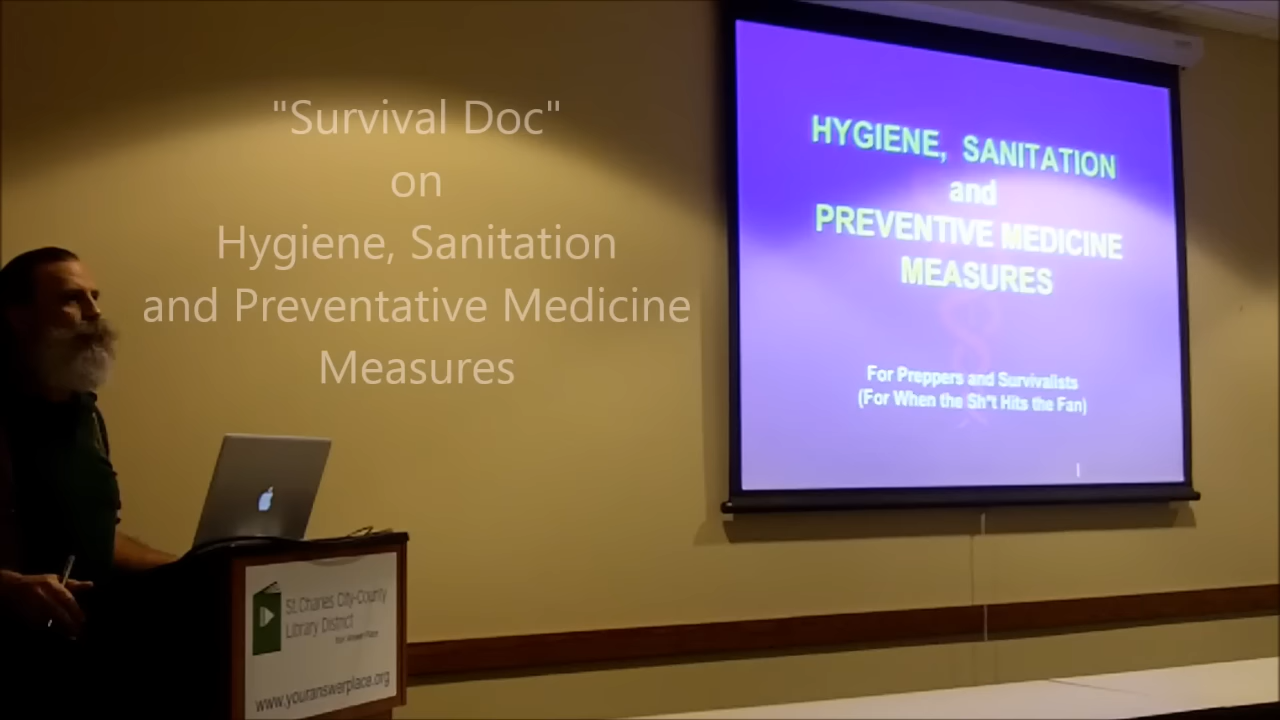 "Survival Doc"
on
Hygiene, Sanitation
and Preventative Medicine
Measures
HYGIENE, SANITATION
and
PREVENTIVE MEDICINE
MEASURES
For Preppers and Survivalists
(For When the Sh*t Hits the Fan)
1
St. Charles City-County
Library District
www.youranswerplace.org